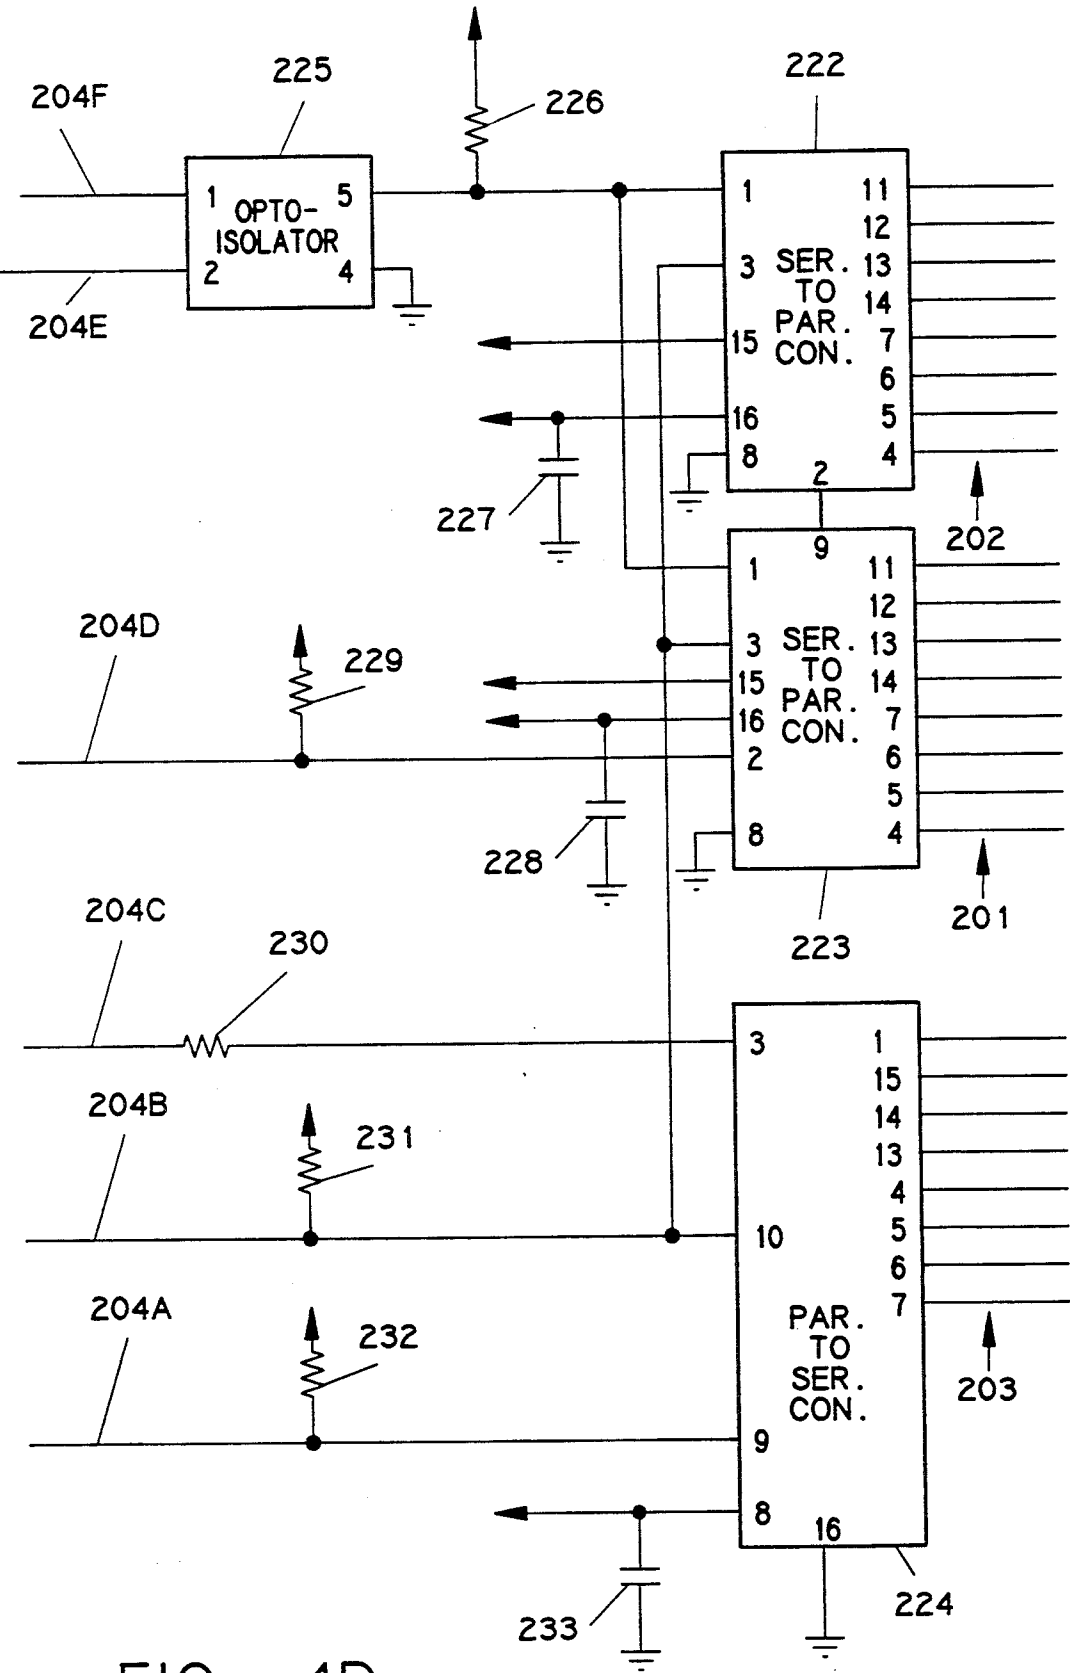 225
226
222
204F
1 5
OPTO-
ISOLATOR
2 4
204E
1 11
12
3 SER. 13
TO
14
PAR.
15 CON. 7
6
16 5
8 4
2
227
202
9
1 11
12
204D
229
3 SER. 13
TO
15 14
PAR.
16 CON. 7
2 6
5
8 4
228
201
223
204C
230
3 1
15
204B
14
231
13
4
10 5
6
204A
7
232
PAR.
TO
SER.
CON.
203
9
8
16
233
224